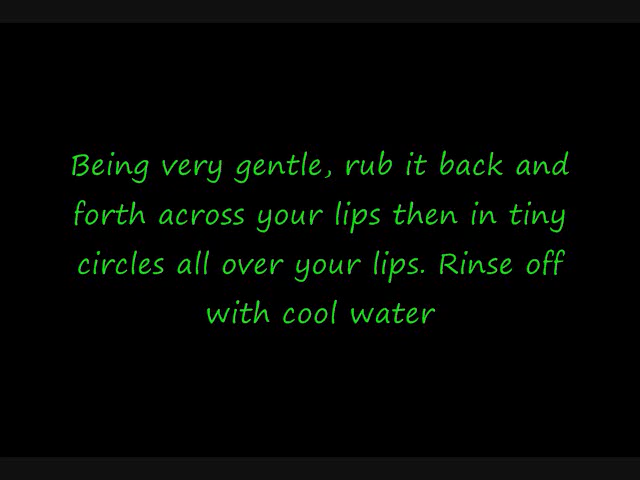 Being very gentle, rub it back and
forth across your lips then in tiny
circles all over your lips. Rinse off
with cool water